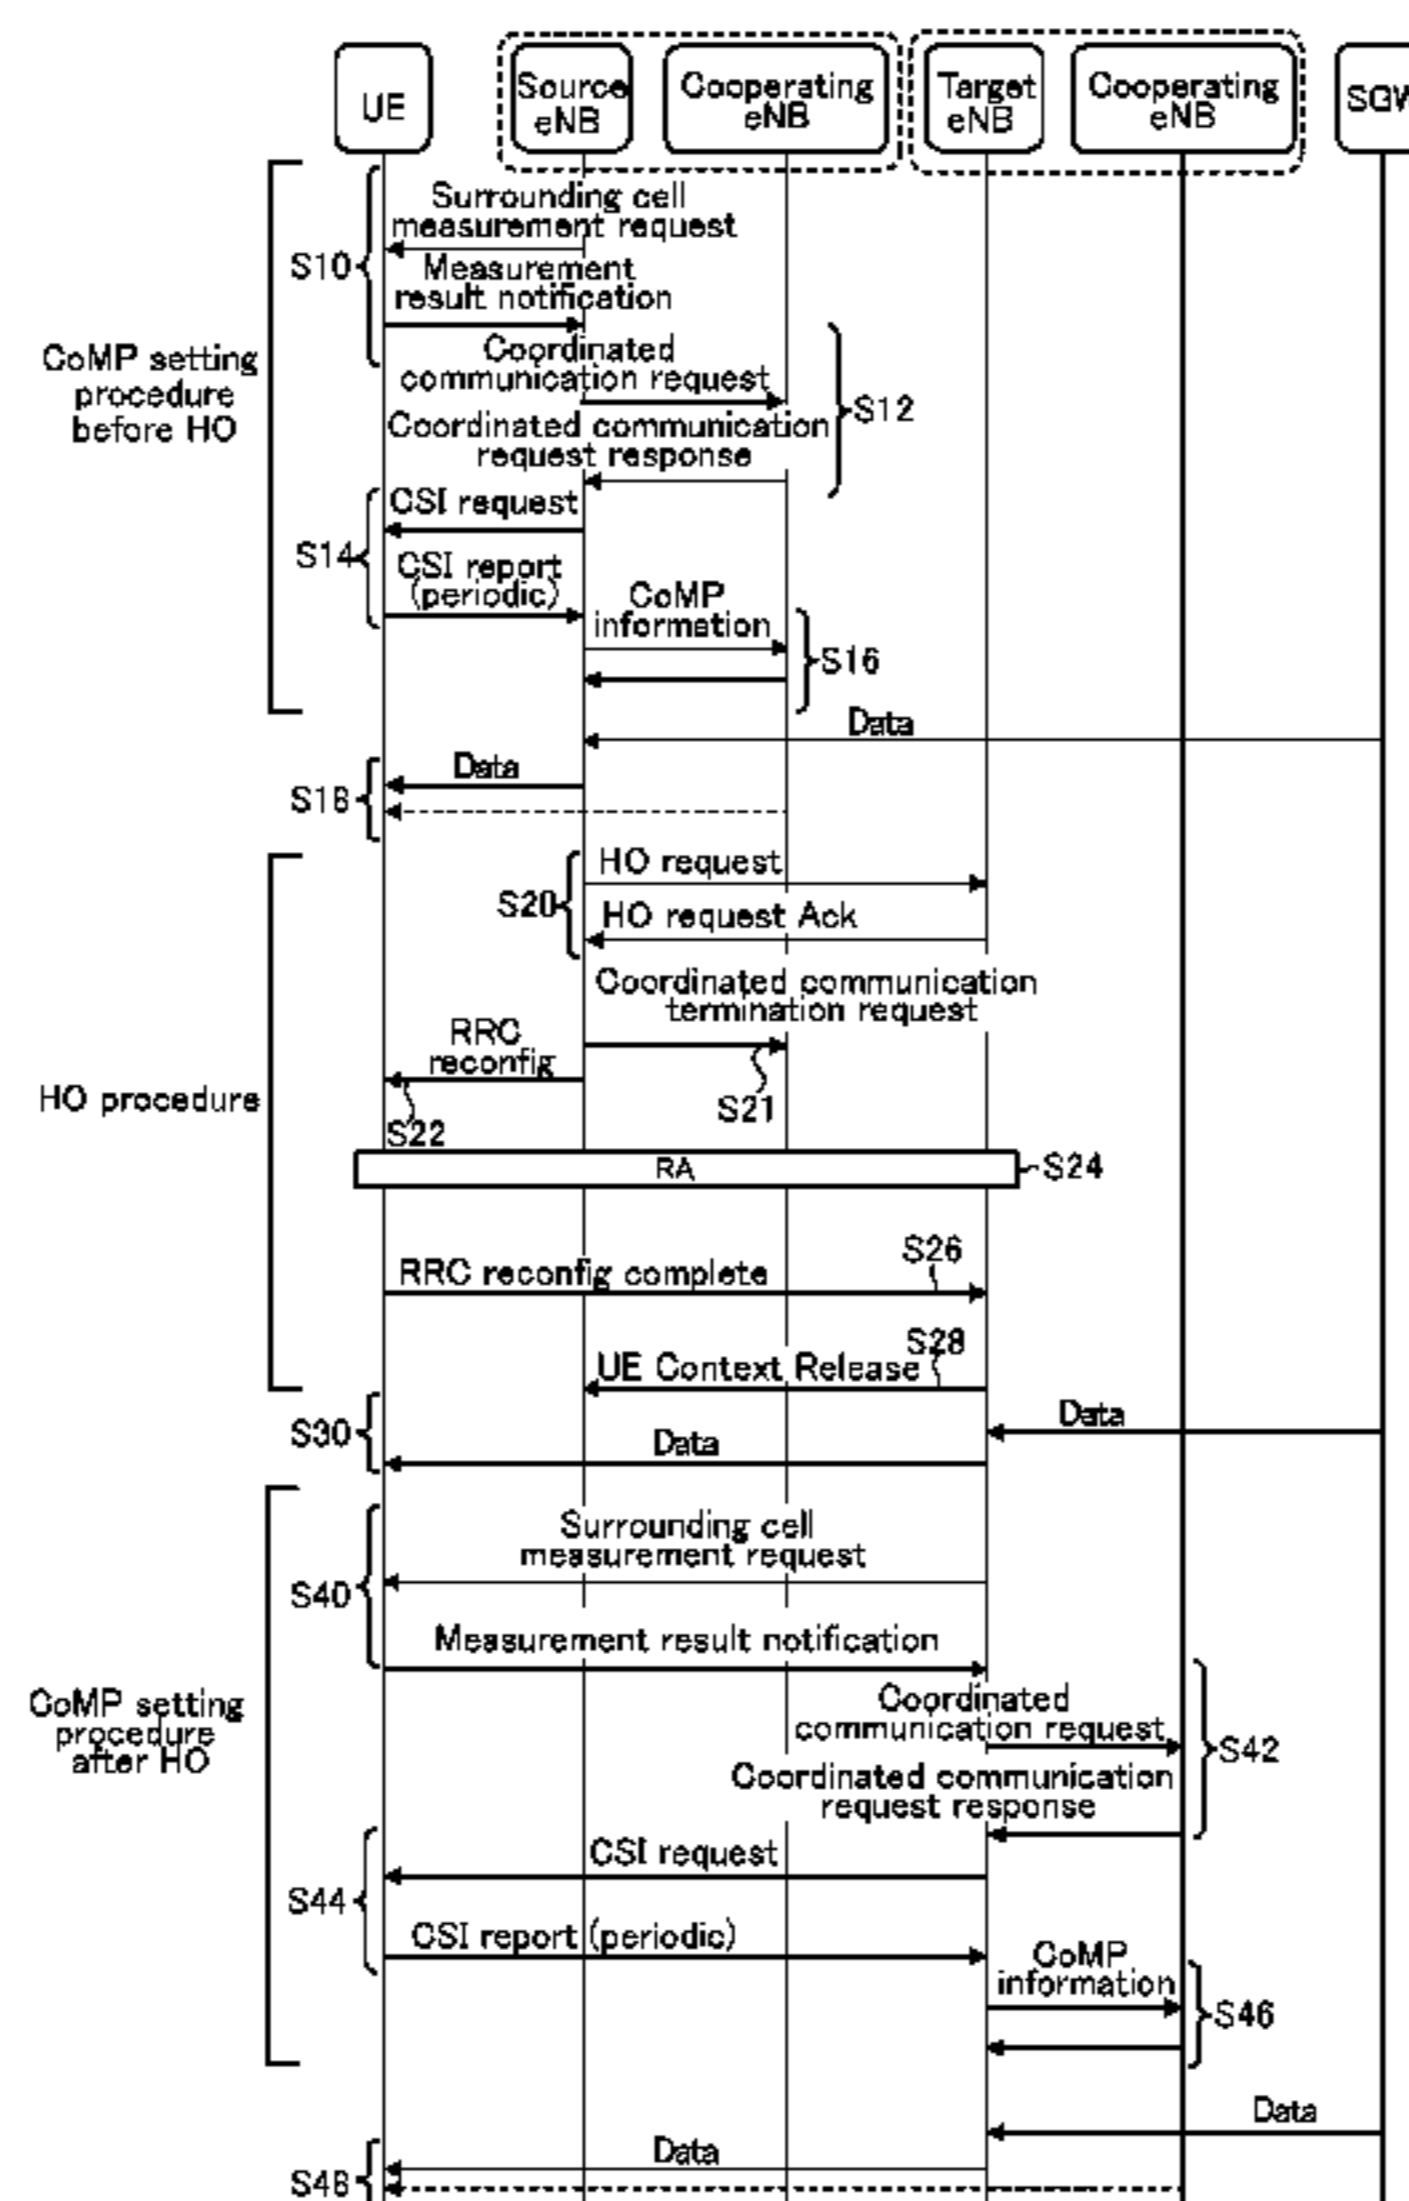 UE
Source
eNB
Cooperating
eNB
Target
eNB
Cooperating
eNB
SGW
Surrounding cell
measurement request
S10
Measurement
result notification
CoMP setting
procedure
before HO
Coordinated
communication request
S12
Coordinated communication
request response
CSI request
S14
CSI report
(periodic)
CoMP
information
S16
Data
Data
S18
HO request
S20
HO request Ack
Coordinated communication
termination request
RRC
reconfig
HO procedure
S21
S22
RA
S24
S26
RRC reconfig complete
S28
UE Context Release
Data
S30
Data
Surrounding cell
measurement request
S40
Measurement result notification
CoMP setting
procedure
after HO
Coordinated
communication request
S42
Coordinated communication
request response
CSI request
S44
CSI report (periodic)
CoMP
information
S46
Data
Data
S48